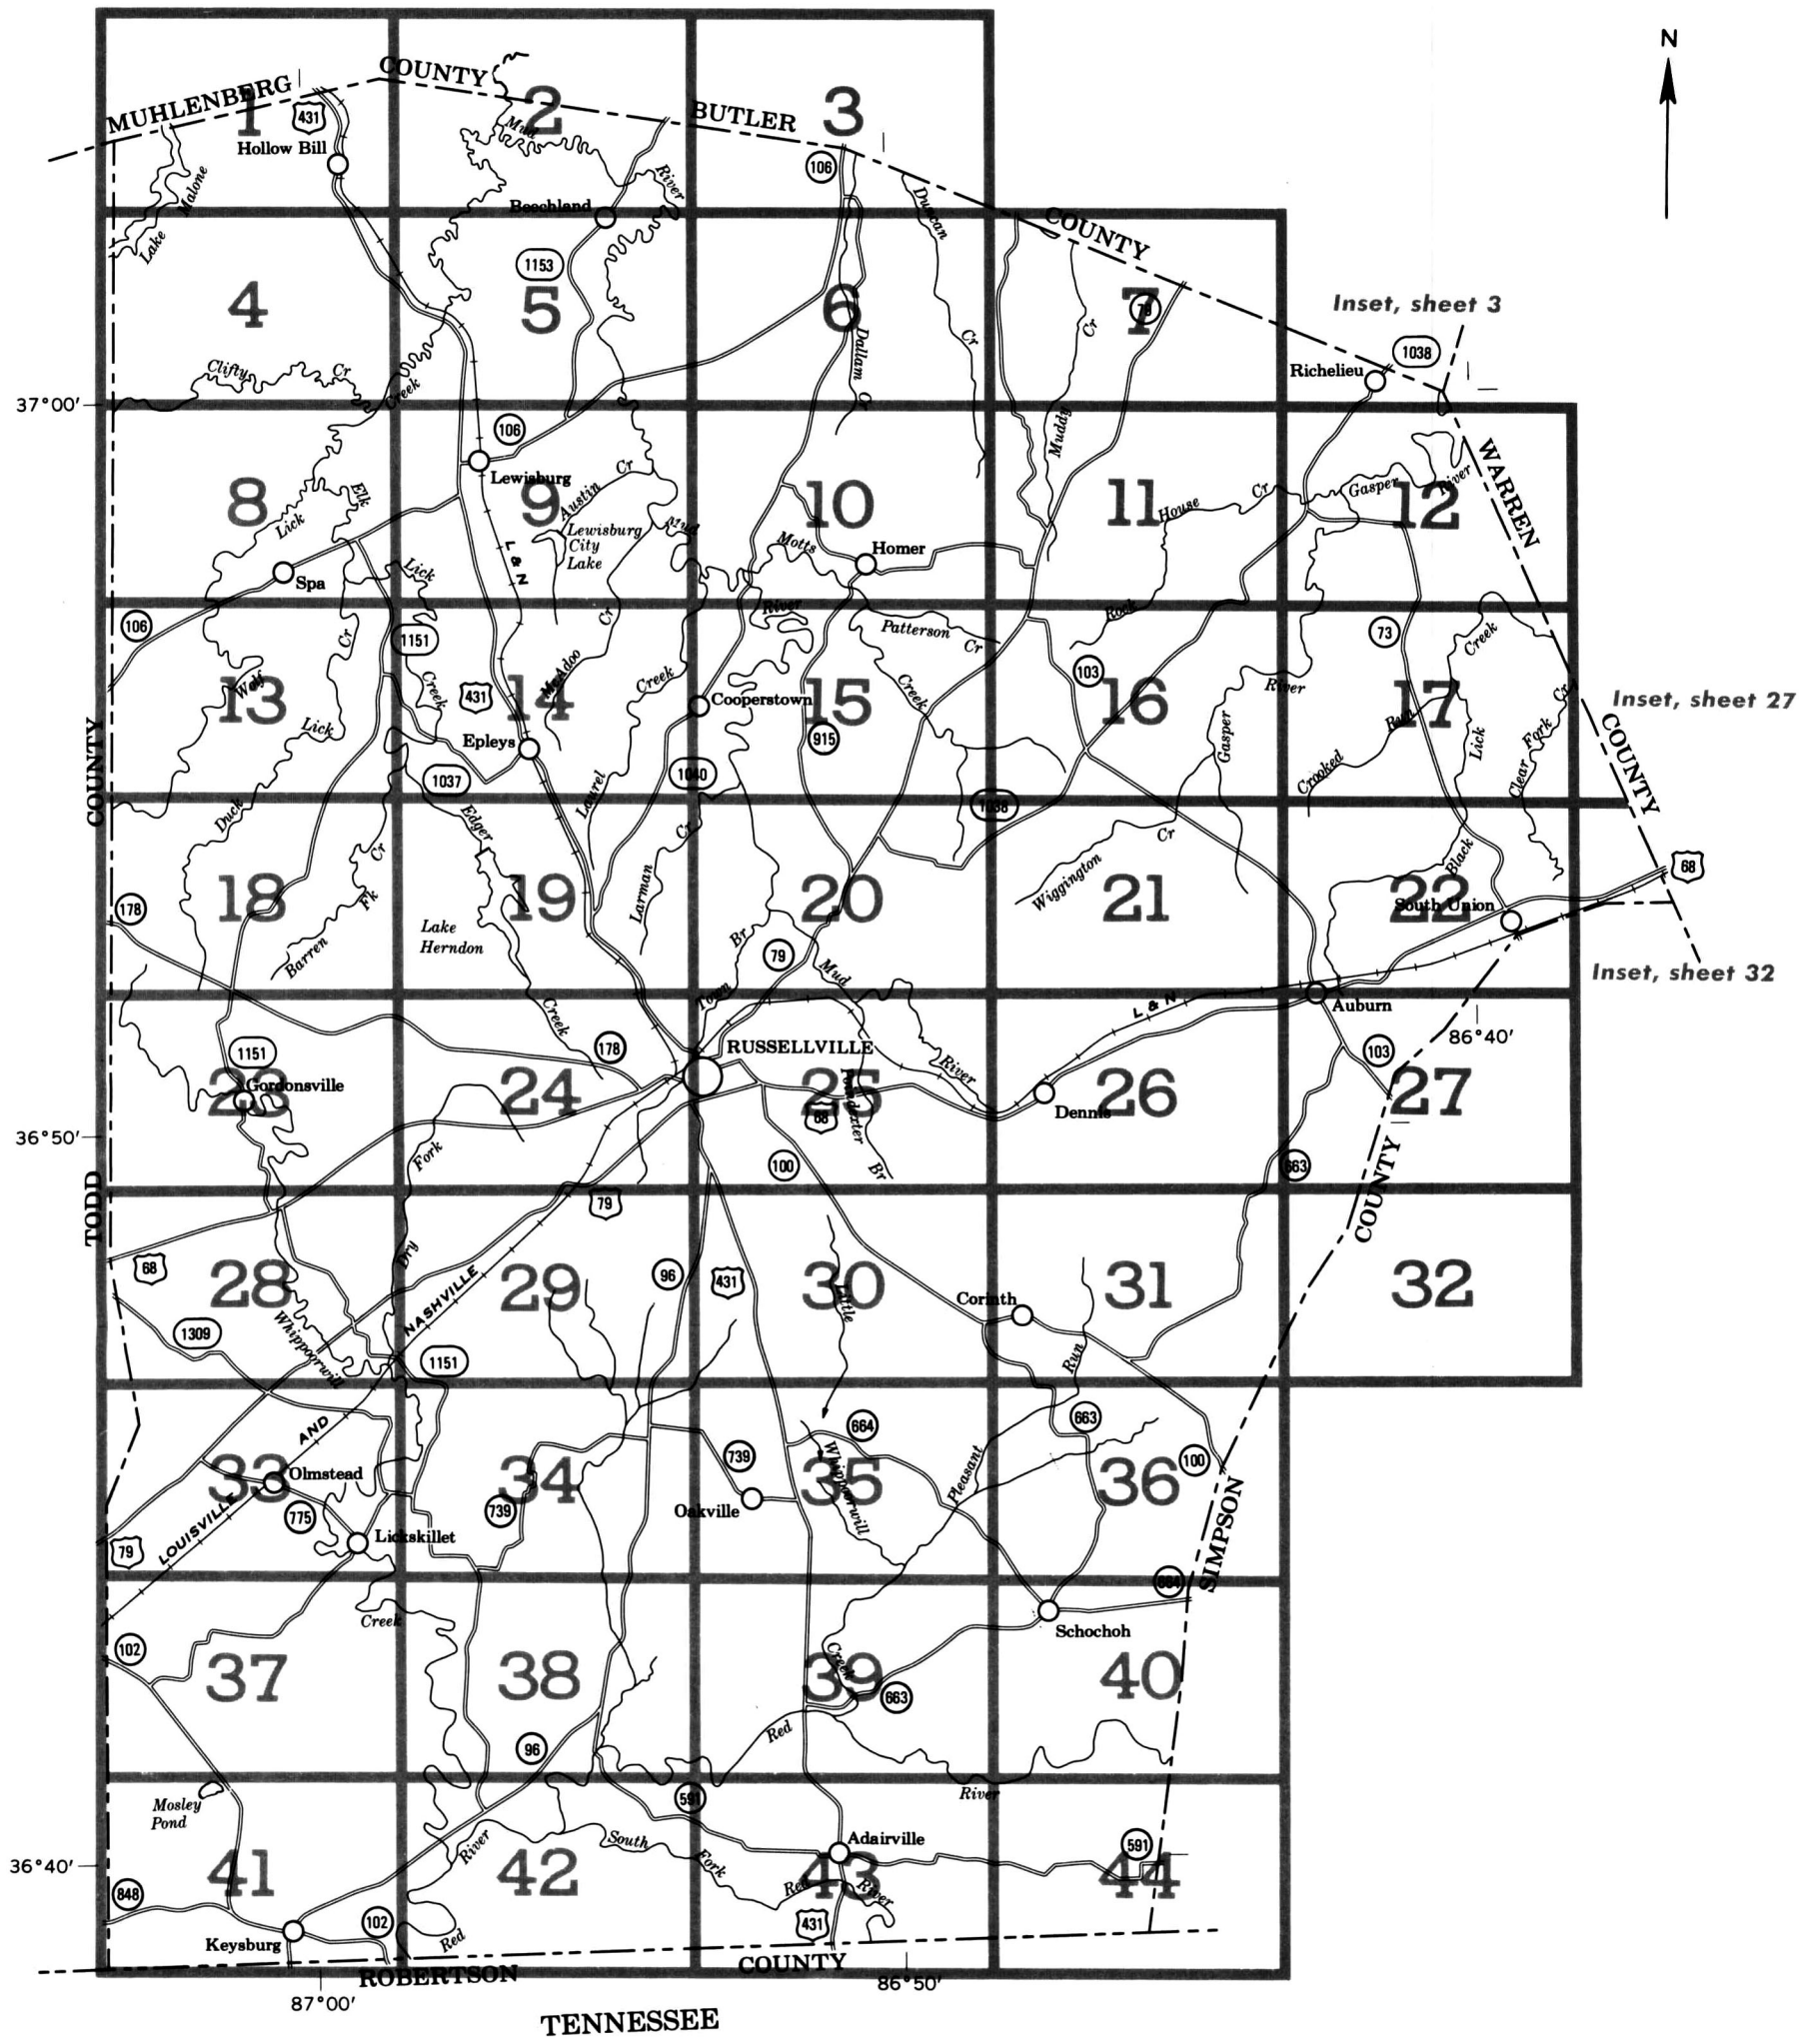 N
MUHLENBERG COUNTY
BUTLER COUNTY
1
2
3
431
Hollow Bill
Mud River
106
Lake Malone
Beechland
Duncan Cr
1153
4
5
6
7
79
Inset, sheet 3
1038
Richelieu
Dallam Cr
Clifty Cr
Creek
37°00'
106
Muddy Cr
WARREN COUNTY
Lewisburg
8
9
10
11
12
Elk Lick
Austin Cr
Lewisburg
City
Lake
Mud River
House Cr
Gasper River
L & N
Motts
Homer
Spa
Lick
Rock
106
1151
Patterson Cr
73
Creek
Wolf
McAdoo Cr
Creek
103
Gasper River
431
13
14
15
16
17
Inset, sheet 27
Cooperstown
915
Epleys
Creek
Lick
Cr
Run
Crooked
Lick
Clear Fork Cr
1037
1040
Laurel
Duck
Edger
1038
COUNTY
Cr
Cr
Cr
Wiggington
Black
68
18
19
20
21
22
178
Fk
Larman
South Union
Lake
Herndon
Barren
Br
79
Mud
Inset, sheet 32
Town
L & N
Auburn
Creek
86°40'
178
RUSSELLVILLE
1151
103
River
Gordonsville
23
24
25
26
27
68
Poindexter Br
Dennis
36°50'
Fork
100
663
TODD
79
COUNTY
Dry
68
28
29
30
31
32
96
431
NASHVILLE
Little
Corinth
1309
Whippoorwill
1151
Run
AND
664
663
739
100
Olmstead
33
34
35
36
Pleasant
Whippoorwill
775
739
Oakville
LOUISVILLE
79
Lickskillet
SIMPSON
664
Creek
Schochoh
102
37
38
39
40
Creek
663
Red
96
591
River
Mosley
Pond
South
Adairville
591
River
Fork
36°40'
41
42
43
44
848
Red
River
102
431
Keysburg
Red
ROBERTSON COUNTY
87°00'
86°50'
TENNESSEE